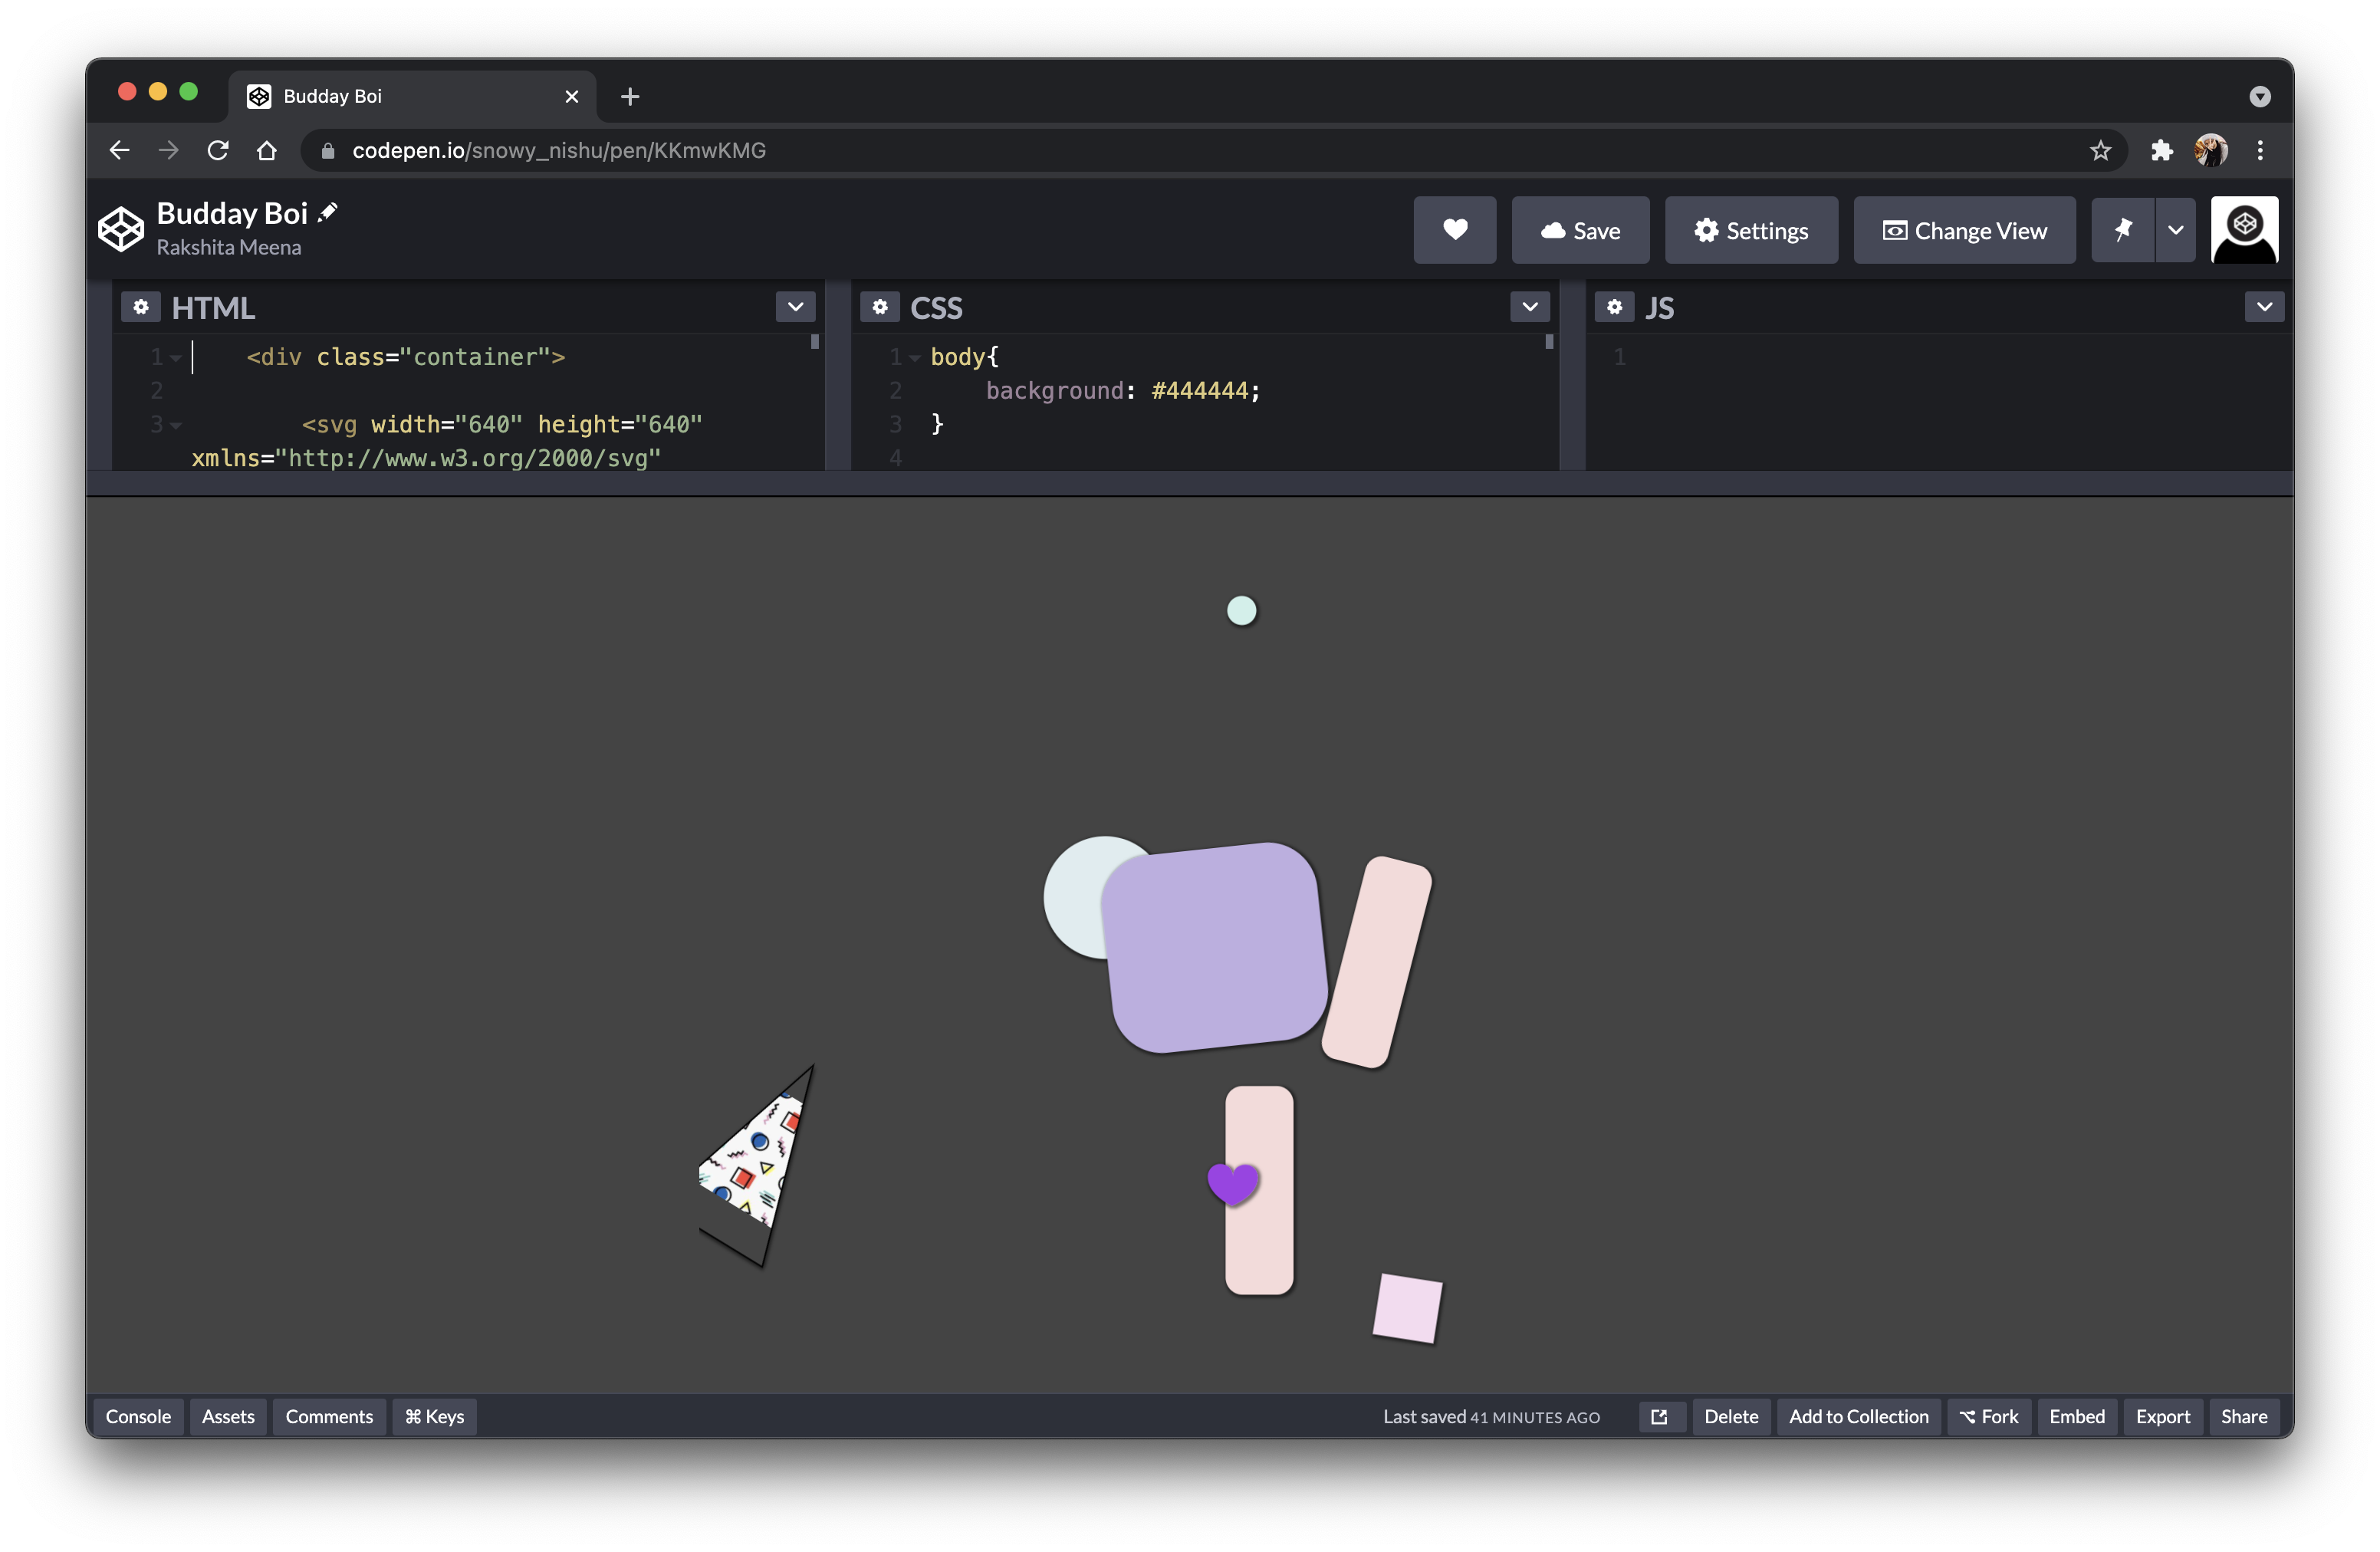 Budday Boi
codepen.io/snowy_nishu/pen/KKmwKMG
Budday Boi
Rakshita Meena
Save
Settings
Change View
HTML
1 <div class="container">
2
3 <svg width="640" height="640"
xmlns="http://www.w3.org/2000/svg"
CSS
1 body{
2 background: #444444;
3 }
4
JS
1
Console
Assets
Comments
⌘ Keys
Last saved 41 MINUTES AGO
Delete
Add to Collection
Fork
Embed
Export
Share